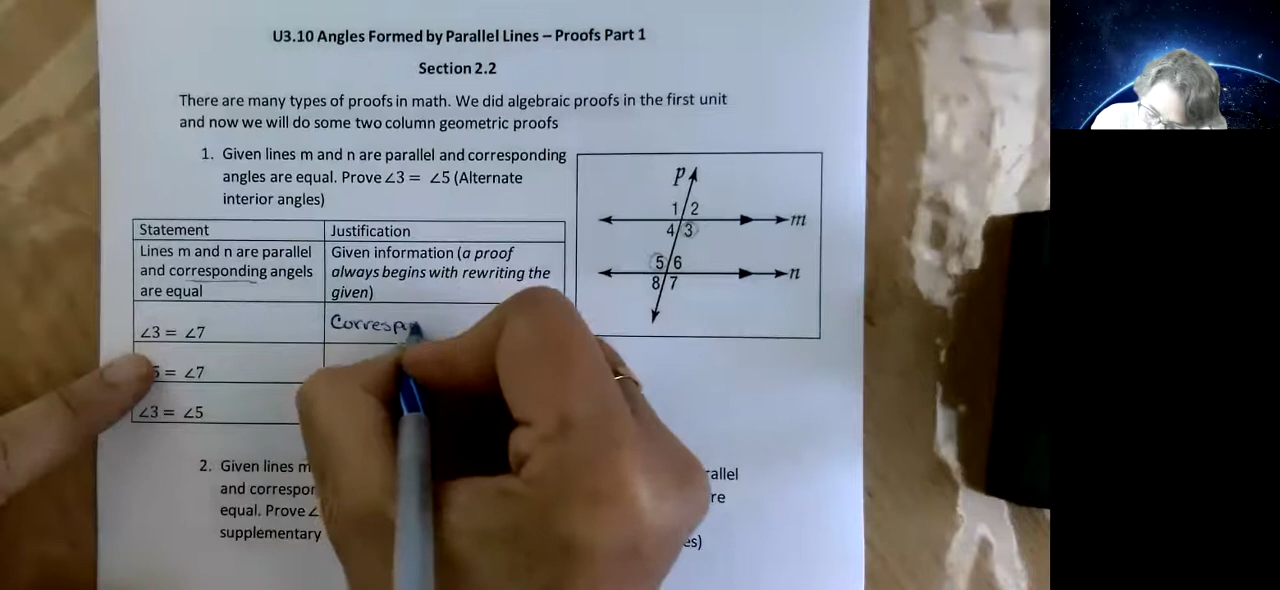 U3.10 Angles Formed by Parallel Lines – Proofs Part 1
Section 2.2
There are many types of proofs in math. We did algebraic proofs in the first unit
and now we will do some two column geometric proofs
1. Given lines m and n are parallel and corresponding
angles are equal. Prove ∠3 = ∠5 (Alternate
interior angles)
Statement Justification
Lines m and n are parallel
and corresponding angels
are equal
Given information (a proof
always begins with rewriting the
given)
∠3 = ∠7
Corresp
= ∠7
∠3 = ∠5
p
1 2
m
4 3
5 6
n
8 7
2. Given lines m
and
equal. Prove ∠
supplementary